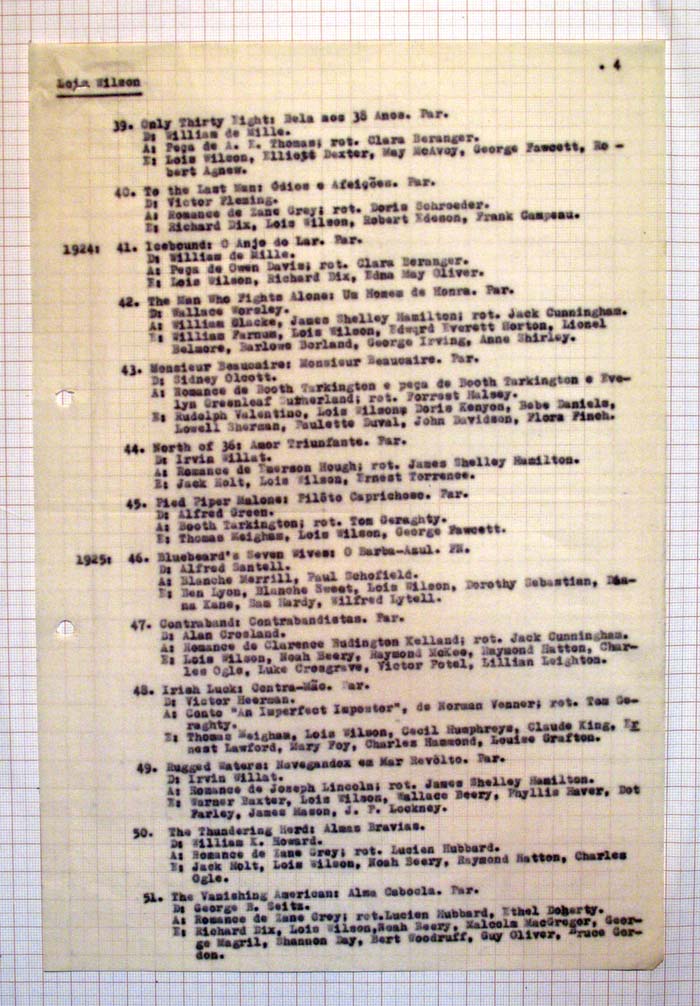 . 4
Lois Wilson
39. Only Thirty Eight: Bela aos 38 Anos. Par.
D: William de Mille.
A: Peça de A. E. Thomas; rot. Clara Beranger.
E: Lois Wilson, Elliott Dexter, May McAvoy, George Fawcett, Ro -
bert Agnew.
40. To the Last Man: Ódios e Afeições. Par.
D: Victor Fleming.
A: Romance de Zane Grey; rot. Doris Schroeder.
E: Richard Dix, Lois Wilson, Robert Edeson, Frank Campeau.
1924: 41. Icebound: O Anjo do Lar. Par.
D: William de Mille.
A: Peça de Owen Davis; rot. Clara Beranger.
E: Lois Wilson, Richard Dix, Edna May Oliver.
42. The Man Who Fights Alone: Um Homem de Honra. Par.
D: Wallace Worsley.
A: William Blacke, James Shelley Hamilton; rot. Jack Cunningham.
E: William Farnum, Lois Wilson, Edward Everett Horton, Lionel
Belmore, Barlowe Borland, George Irving, Anne Shirley.
43. Monsieur Beaucaire: Monsieur Beaucaire. Par.
D: Sidney Olcott.
A: Romance de Booth Tarkington e peça de Booth Tarkington e Eve-
lyn Greenleaf Sutherland; rot. Forrest Halsey.
E: Rudolph Valentino, Lois Wilson, Doris Kenyon, Bebe Daniels,
Lowell Sherman, Paulette Duval, John Davidson, Flora Finch.
44. North of 36: Amor Triunfante. Par.
D: Irvin Willat.
A: Romance de Emerson Hough; rot. James Shelley Hamilton.
E: Jack Holt, Lois Wilson, Ernest Torrence.
45. Pied Piper Malone: Pilôto Caprichoso. Par.
D: Alfred Green.
A: Booth Tarkington; rot. Tom Geraghty.
E: Thomas Meigham, Lois Wilson, George Fawcett.
1925: 46. Bluebeard's Seven Wives: O Barba-Azul. FN.
D: Alfred Santell.
A: Blanche Merrill, Paul Schofield.
E: Ben Lyon, Blanche Sweet, Lois Wilson, Dorothy Sebastian, Dia-
na Kane, Sam Hardy, Wilfred Lytell.
47. Contraband: Contrabandistas. Par.
D: Alan Crosland.
A: Romance de Clarence Budington Kelland; rot. Jack Cunningham.
E: Lois Wilson, Noah Beery, Raymond McKee, Raymond Hatton, Char-
les Ogle, Luke Crosgrave, Victor Potel, Lillian Leighton.
48. Irish Luck: Contra-Mão. Par.
D: Victor Heerman.
A: Conto "An Imperfect Impostor", de Norman Venner; rot. Tom Ge-
raghty.
E: Thomas Meigham, Lois Wilson, Cecil Humphreys, Claude King, Er
nest Lawford, Mary Foy, Charles Hammond, Louise Grafton.
49. Rugged Waters: Navegandox em Mar Revôlto. Par.
D: Irvin Willat.
A: Romance de Joseph Lincoln; rot. James Shelley Hamilton.
E: Warner Baxter, Lois Wilson, Wallace Beery, Phyllis Haver, Dot
Farley, James Mason, J. P. Lockney.
50. The Thundering Herd: Almas Bravias.
D: William K. Howard.
A: Romance de Zane Grey; rot. Lucien Hubbard.
E: Jack Holt, Lois Wilson, Noah Beery, Raymond Hatton, Charles
Ogle.
51. The Vanishing American: Alma Cabocla. Par.
D: George B. Seitz.
A: Romance de Zane Grey; rot.Lucien Hubbard, Ethel Doherty.
E: Richard Dix, Lois Wilson,Noah Beery, Malcolm MacGregor, Geor-
ge Magril, Shannon Day, Bert Woodruff, Guy Oliver, Bruce Gor-
don.